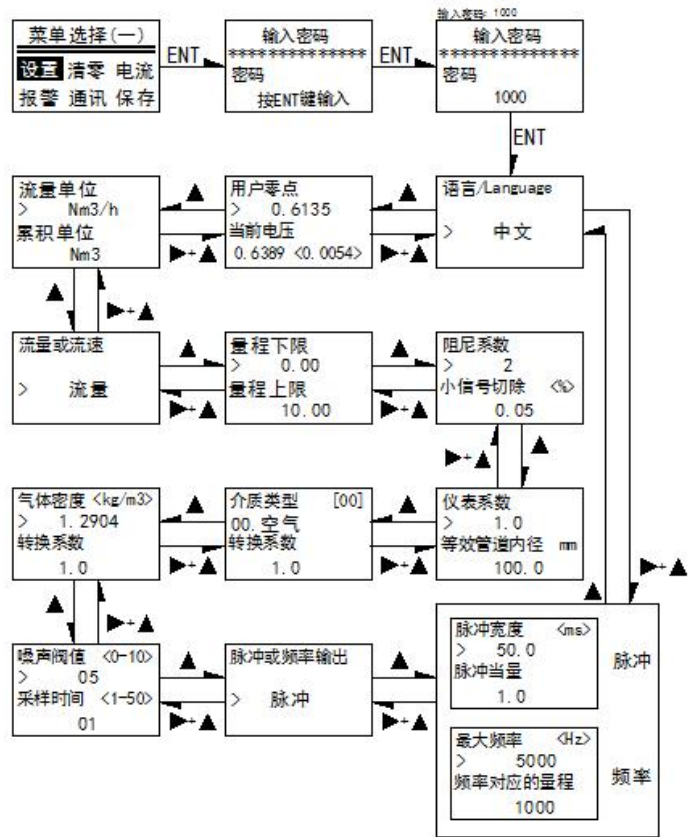 菜单选择(一)
设置 清零 电流
报警 通讯 保存
ENT
输入密码
**************
密码
按ENT键输入
ENT
输入密码: 1000
输入密码
*************
密码
1000
ENT
流量单位
> Nm3/h
累积单位
Nm3
▲
▶+▲
用户零点
> 0.6135
当前电压
0.6389 <0.0054>
▲
▶+▲
语言/Language
> 中文
▲
▶+▲
▶+▲
▲
流量或流速
> 流量
▲
▶+▲
量程下限
> 0.00
量程上限
10.00
▲
▶+▲
阻尼系数
> 2
小信号切除 <%>
0.05
▶+▲
▲
气体密度 <kg/m3>
> 1.2904
转换系数
1.0
▲
▶+▲
介质类型 [00]
00.空气
转换系数
1.0
▲
▶+▲
仪表系数
> 1.0
等效管道内径 mm
100.0
▲
▶+▲
▲
▶+▲
噪声阀值 <0-10>
> 05
采样时间 <1-50>
01
▲
▶+▲
脉冲或频率输出
> 脉冲
▲
▶+▲
脉冲宽度 <ms>
> 50.0
脉冲当量
1.0
脉冲
最大频率 <Hz>
> 5000
频率对应的量程
1000
频率